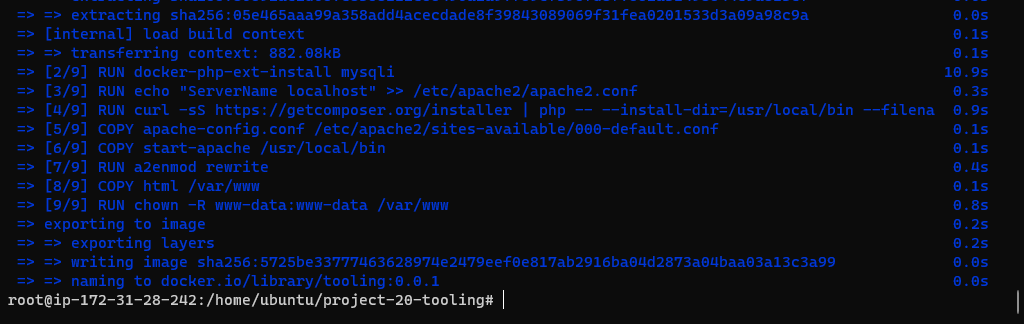 => extracting sha256:05e465aaa99a358add4acecdade8f39843089069f31fea0201533d3a09a98c9a 0.0s
=> [internal] load build context 0.1s
=> => transferring context: 882.08kB 0.1s
=> [2/9] RUN docker-php-ext-install mysqli 10.9s
=> [3/9] RUN echo "ServerName localhost" >> /etc/apache2/apache2.conf 0.3s
=> [4/9] RUN curl -sS https://getcomposer.org/installer | php -- --install-dir=/usr/local/bin --filena 0.9s
=> [5/9] COPY apache-config.conf /etc/apache2/sites-available/000-default.conf 0.1s
=> [6/9] COPY start-apache /usr/local/bin 0.1s
=> [7/9] RUN a2enmod rewrite 0.4s
=> [8/9] COPY html /var/www 0.1s
=> [9/9] RUN chown -R www-data:www-data /var/www 0.8s
=> exporting to image 0.2s
=> => exporting layers 0.2s
=> => writing image sha256:5725be33777463628974e2479eef0e817ab2916ba04d2873a04baa03a13c3a99 0.0s
=> => naming to docker.io/library/tooling:0.0.1 0.0s
root@ip-172-31-28-242:/home/ubuntu/project-20-tooling#